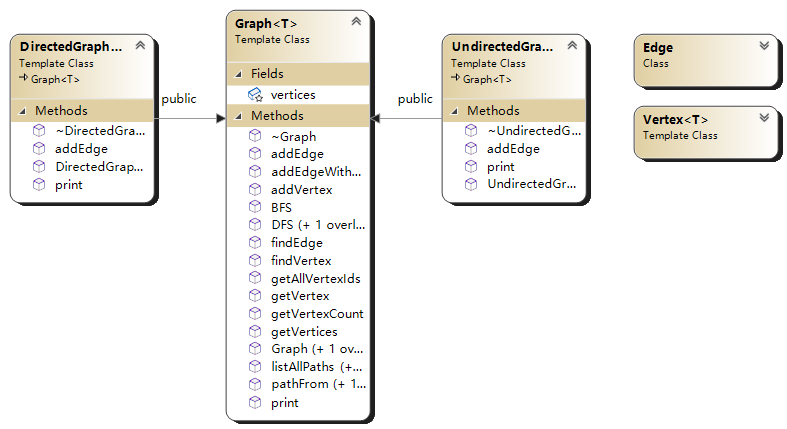 DirectedGraph...
Template Class
Graph<T>
Methods
~DirectedGra...
addEdge
DirectedGrap...
print
public
Graph<T>
Template Class
Fields
vertices
Methods
~Graph
addEdge
addEdgeWith...
addVertex
BFS
DFS (+ 1 overl...
findEdge
findVertex
getAllVertexIds
getVertex
getVertexCount
getVertices
Graph (+ 1 ov...
listAllPaths (+...
pathFrom (+ 1...
print
public
UndirectedGra...
Template Class
Graph<T>
Methods
~UndirectedG...
addEdge
print
UndirectedGr...
Edge
Class
Vertex<T>
Template Class